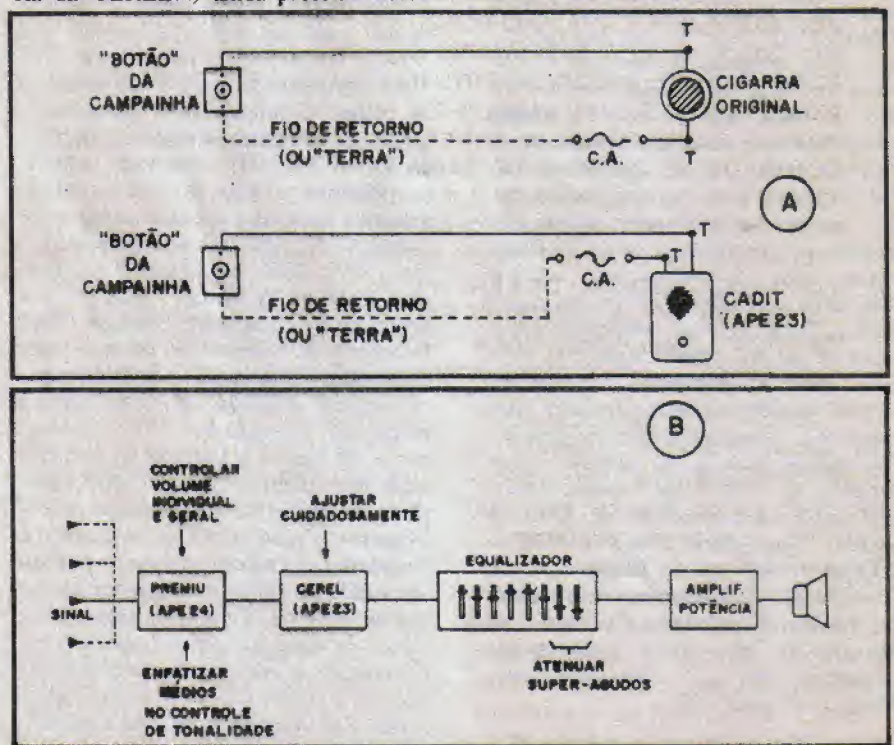 "BOTÃO"
DA
CAMPAINHA
T
CIGARRA
ORIGINAL
FIO DE RETORNO
(OU "TERRA")
C.A.
T
A
"BOTÃO"
DA
CAMPAINHA
T
T
C.A.
FIO DE RETORNO
(OU "TERRA")
CADIT
(APE 23)
B
CONTROLAR
VOLUME
INDIVIDUAL
E GERAL
AJUSTAR
CUIDADOSAMENTE
EQUALIZADOR
SINAL
PREMIU
(APE 24)
CEREL
(APE 23)
AMPLIF.
POTÊNCIA
ENFATIZAR
MÉDIOS
NO CONTROLE
DE TONALIDADE
ATENUAR
SUPER-AGUDOS